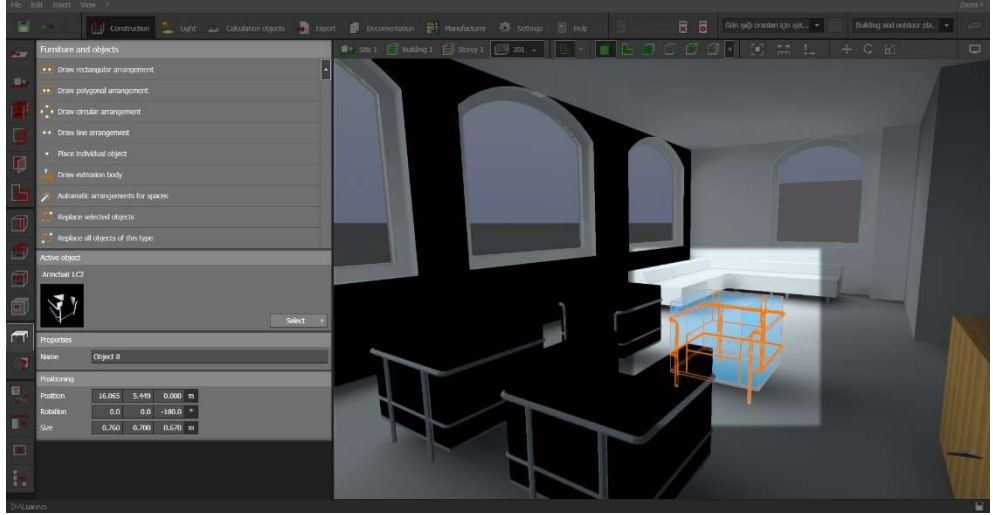 File Edit Insert View ? Zoom
Construction Light Calculation objects Export Documentation Manufacturer Settings Help Building and outdoor pla...
Furniture and objects
Site 1 Building 1 Storey 1 201
Draw rectangular arrangement
Draw polygonal arrangement
Draw circular arrangement
Draw line arrangement
Place individual object
Draw extrusion body
Automatic arrangements for spaces
Replace selected objects
Replace all objects of this type
Active object
Armchair LC2
Select
Properties
Name Object 8
Positioning
Position 16.065 5.449 0.000 m
Rotation 0.0 0.0 -180.0 °
Size 0.760 0.700 0.670 m
DIALux evo